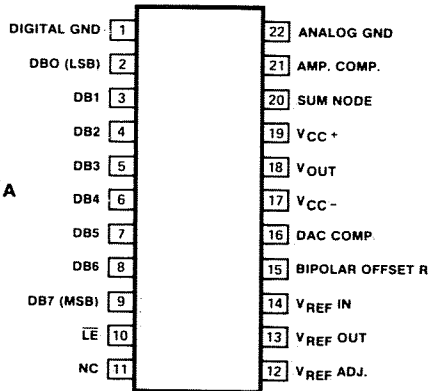 DIGITAL GND 1
22 ANALOG GND
DB0 (LSB) 2
21 AMP. COMP.
DB1 3
20 SUM NODE
DB2 4
19 VCC +
DB3 5
18 VOUT
A
DB4 6
17 VCC -
DB5 7
16 DAC COMP.
DB6 8
15 BIPOLAR OFFSET R
DB7 (MSB) 9
14 VREF IN
LE 10
13 VREF OUT
NC 11
12 VREF ADJ.